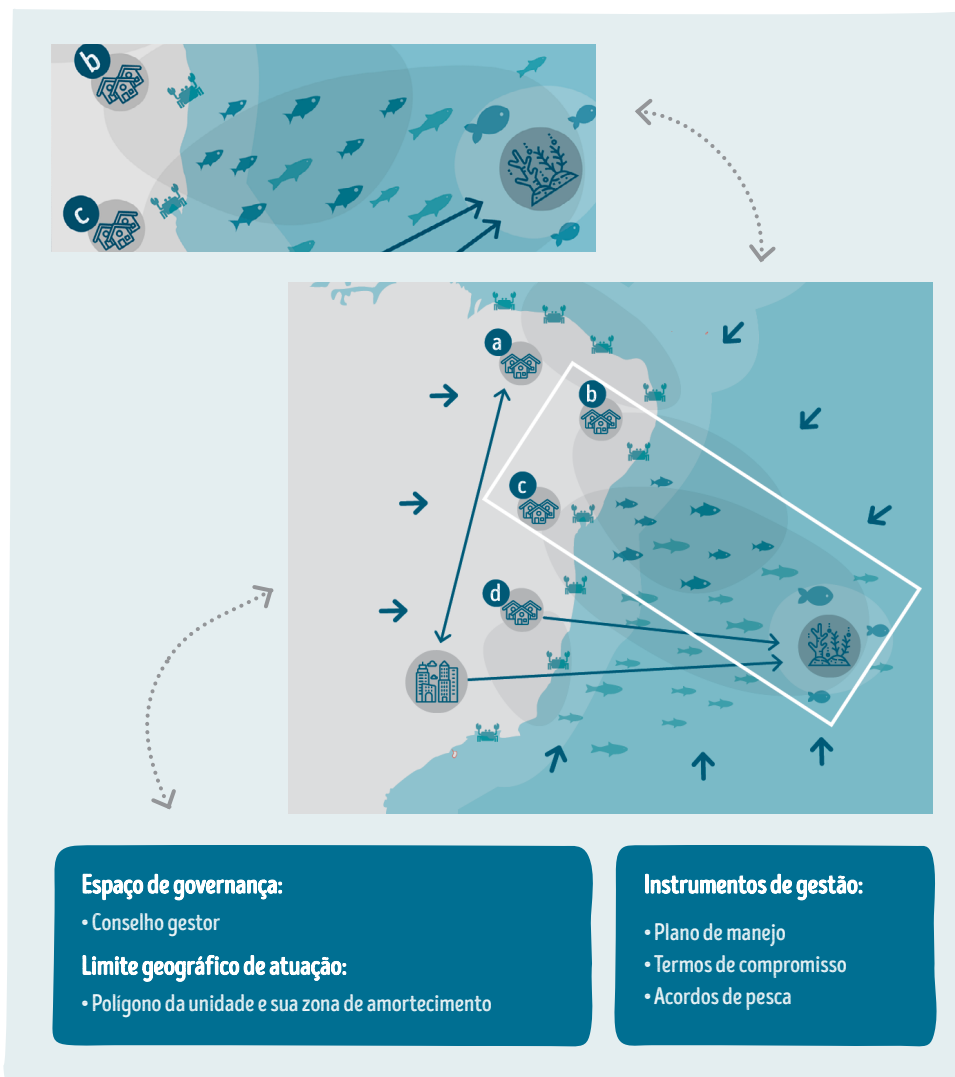 b
c
a
b
c
d
Espaço de governança:
• Conselho gestor
Limite geográfico de atuação:
• Polígono da unidade e sua zona de amortecimento
Instrumentos de gestão:
• Plano de manejo
• Termos de compromisso
• Acordos de pesca